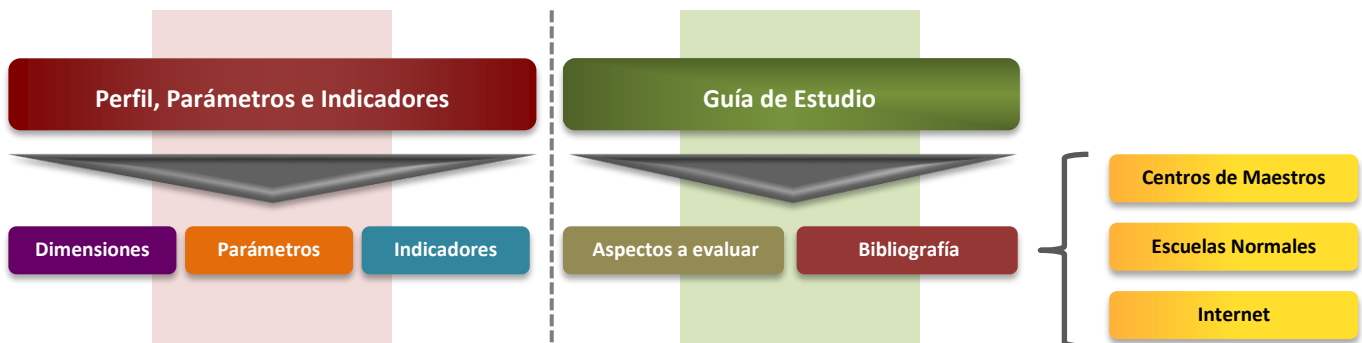 Perfil, Parámetros e Indicadores
Dimensiones
Parámetros
Indicadores
Guía de Estudio
Aspectos a evaluar
Bibliografía
Centros de Maestros
Escuelas Normales
Internet